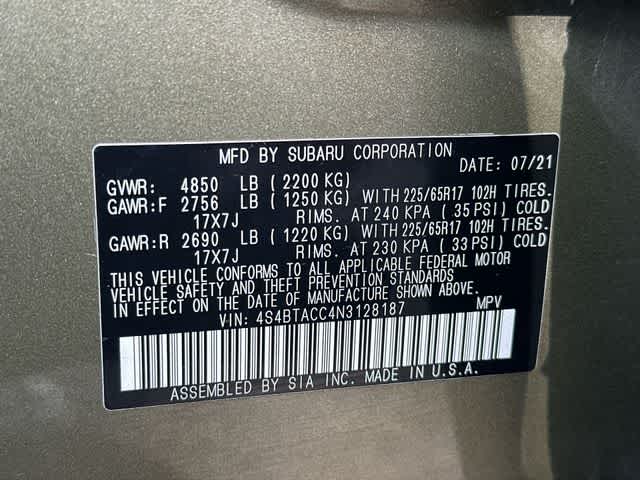 MFD BY SUBARU CORPORATION DATE: 07/21
GVWR: 4850 LB (2200 KG)
GAWR:F 2756 LB (1250 KG) WITH 225/65R17 102H TIRES.
17X7J RIMS. AT 240 KPA (35 PSI) COLD
GAWR:R 2690 LB (1220 KG) WITH 225/65R17 102H TIRES.
17X7J RIMS. AT 230 KPA (33 PSI) COLD
THIS VEHICLE CONFORMS TO ALL APPLICABLE FEDERAL MOTOR
VEHICLE SAFETY AND THEFT PREVENTION STANDARDS
IN EFFECT ON THE DATE OF MANUFACTURE SHOWN ABOVE.
VIN: 4S4BTACC4N3128187 MPV
ASSEMBLED BY SIA INC. MADE IN U.S.A.